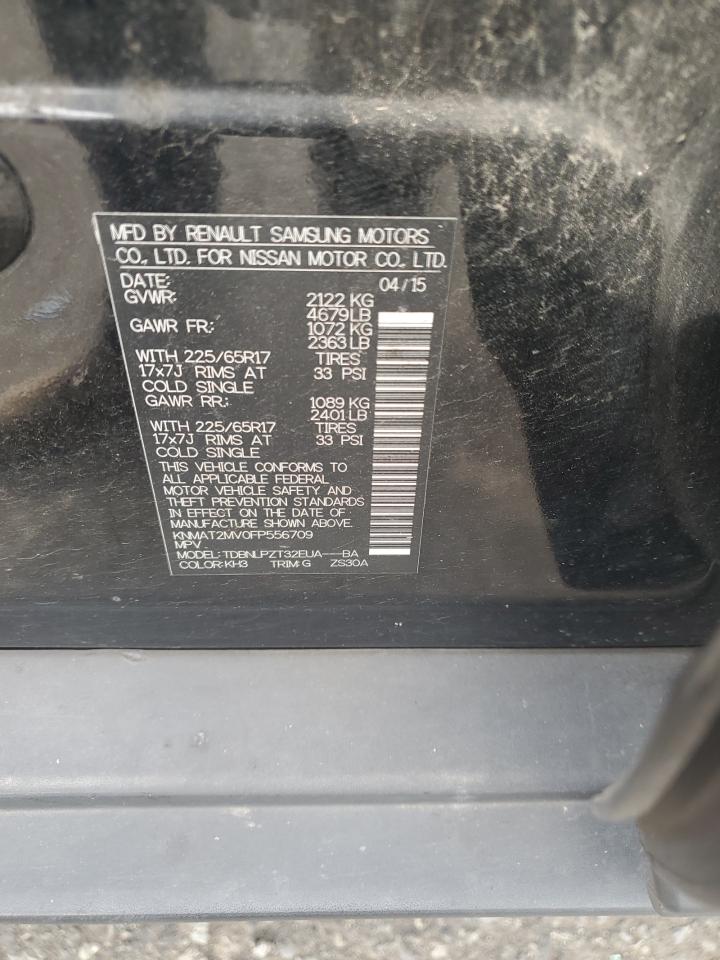 MFD BY RENAULT SAMSUNG MOTORS
CO., LTD. FOR NISSAN MOTOR CO., LTD.
DATE: 04/15
GVWR: 2122 KG
4679LB
GAWR FR: 1072 KG
2363LB
WITH 225/65R17 TIRES
17x7J RIMS AT 33 PSI
COLD SINGLE
GAWR RR: 1089 KG
2401LB
WITH 225/65R17 TIRES
17x7J RIMS AT 33 PSI
COLD SINGLE
THIS VEHICLE CONFORMS TO
ALL APPLICABLE FEDERAL
MOTOR VEHICLE SAFETY AND
THEFT PREVENTION STANDARDS
IN EFFECT ON THE DATE OF
MANUFACTURE SHOWN ABOVE.
KNMAT2MV0FP556709
MPV
MODEL: TDBNLPZT32EUA---BA
COLOR:KH3 TRIM:G ZS30A